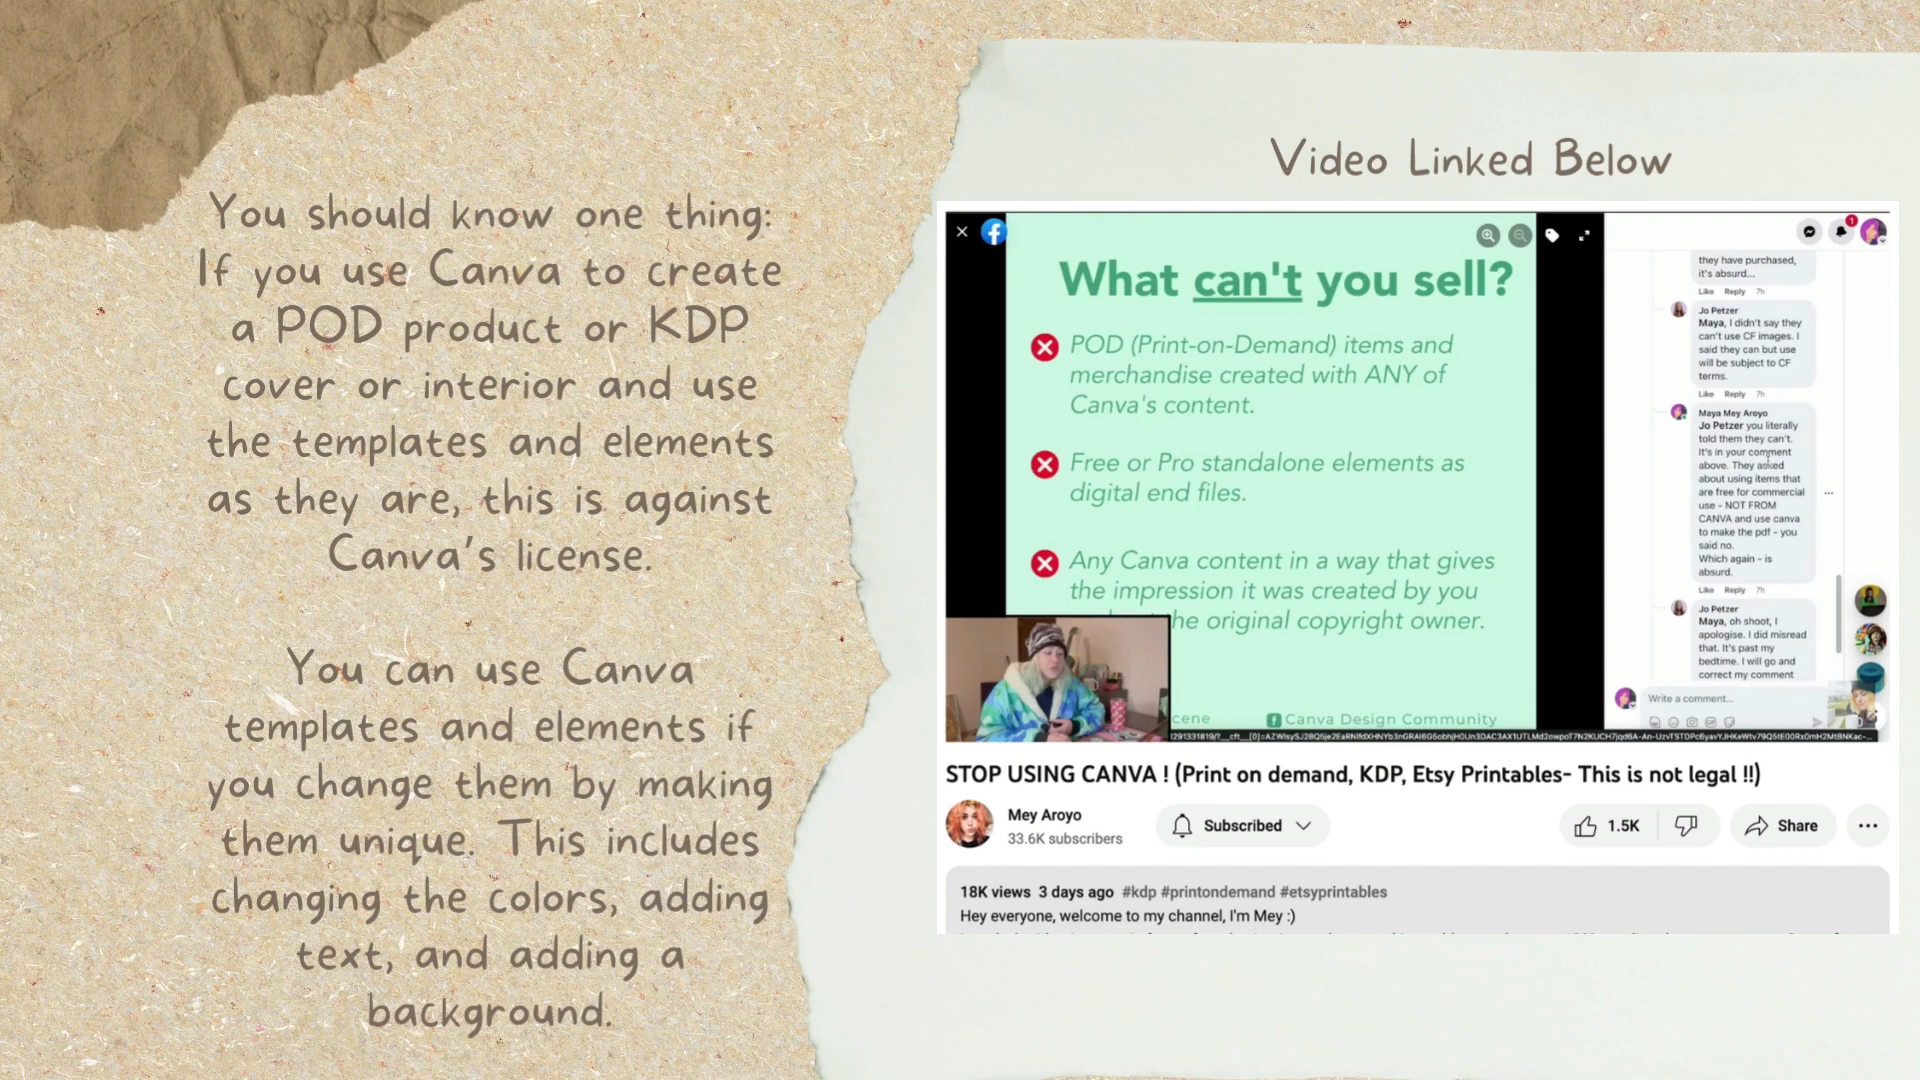 You should know one thing:
If you use Canva to create
a POD product or KDP
cover or interior and use
the templates and elements
as they are, this is against
Canva's license.
You can use Canva
templates and elements if
you change them by making
them unique. This includes
changing the colors, adding
text, and adding a
background.
Video Linked Below
What can't you sell?
POD (Print-on-Demand) items and
merchandise created with ANY of
Canva's content.
Free or Pro standalone elements as
digital end files.
Any Canva content in a way that gives
the impression it was created by you
he original copyright owner.
cene
Canva Design Community
1
they have purchased,
it's absurd...
Like Reply 7h
Jo Petzer
Maya, I didn't say they
can't use CF images. I
said they can but use
will be subject to CF
terms.
Like Reply 7h
Maya Mey Aroyo
Jo Petzer you literally
told them they can't.
It's in your comment
above. They asked
about using items that
are free for commercial
use - NOT FROM
CANVA and use canva
to make the pdf - you
said no.
Which again - is
absurd.
Like Reply 7h
Jo Petzer
Maya, oh shoot, I
apologise. I did misread
that. It's past my
bedtime. I will go and
correct my comment
Write a comment...
STOP USING CANVA ! (Print on demand, KDP, Etsy Printables- This is not legal !!)
Mey Aroyo
33.6K subscribers
Subscribed
1.5K
Share
18K views 3 days ago #kdp #printondemand #etsyprintables
Hey everyone, welcome to my channel, I'm Mey :)